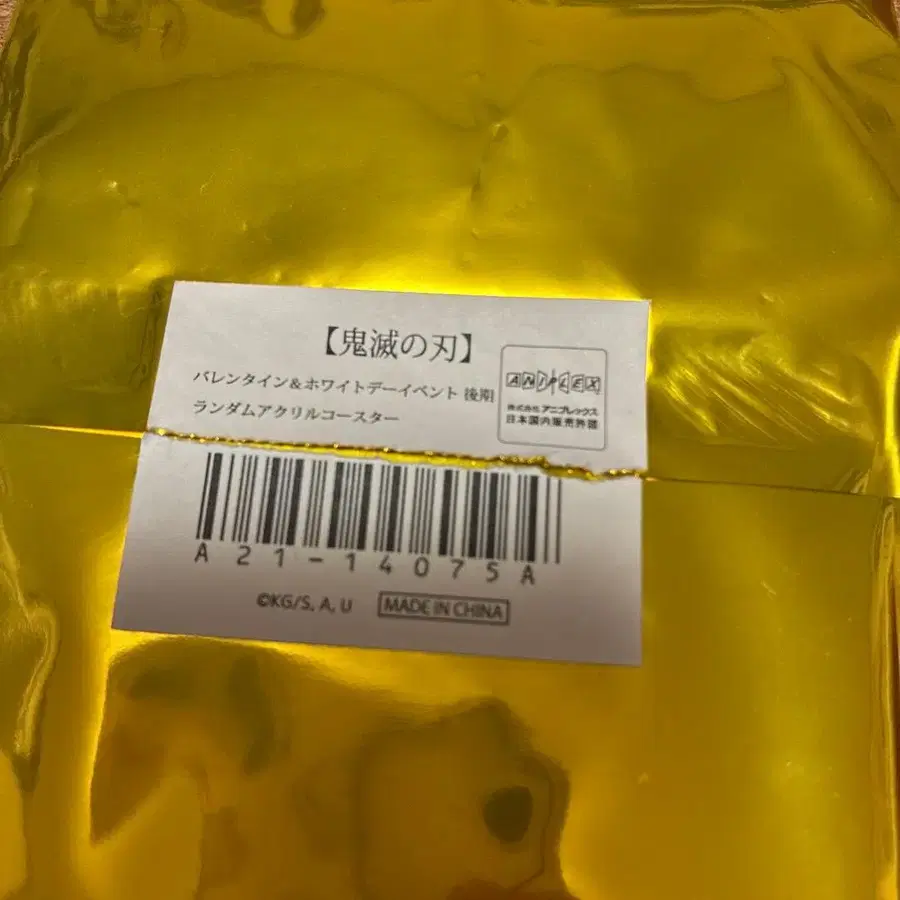 【鬼滅の刃】
バレンタイン&ホワイトデーイベント 後期
ランダムアクリルコースター
ANIPLEX
株式会社 アニプレックス
日本国内販売許諾
A21-14075A
©KG/S, A, U
MADE IN CHINA